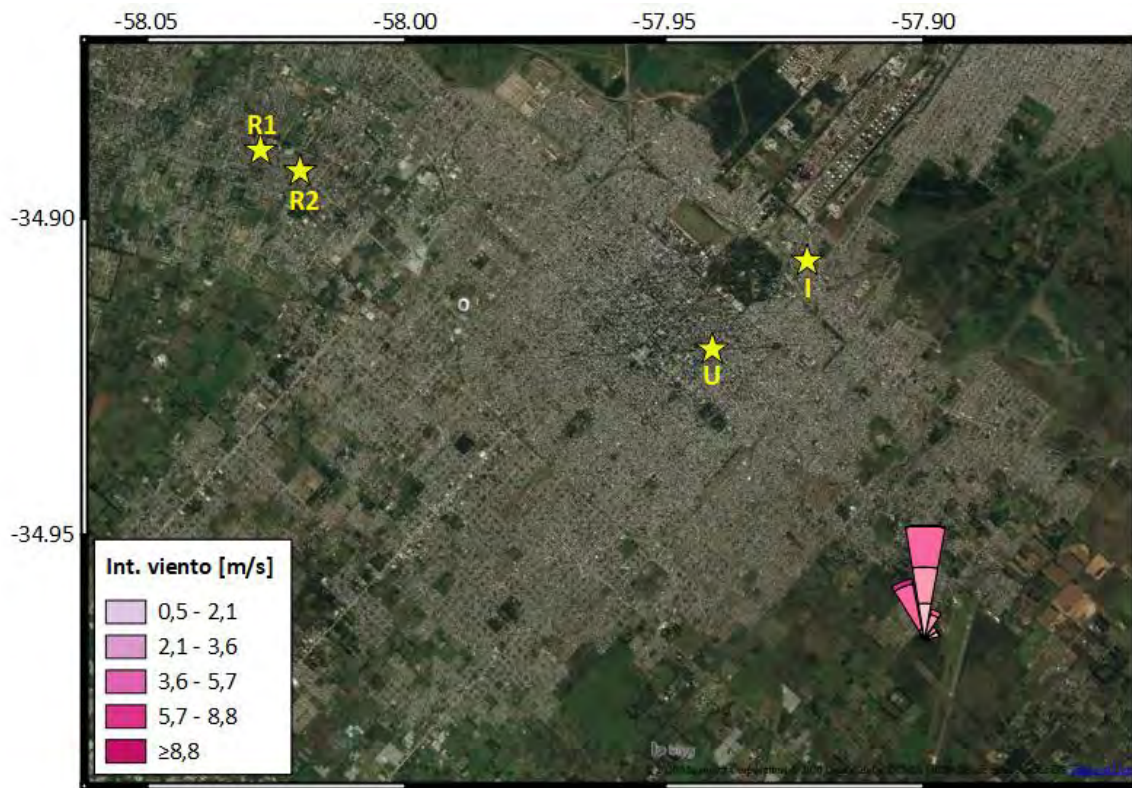 -58.05 -58.00 -57.95 -57.90
R1
R2
-34.90
I
U
-34.95
Int. viento [m/s]
0,5 - 2,1
2,1 - 3,6
3,6 - 5,7
5,7 - 8,8
≥8,8